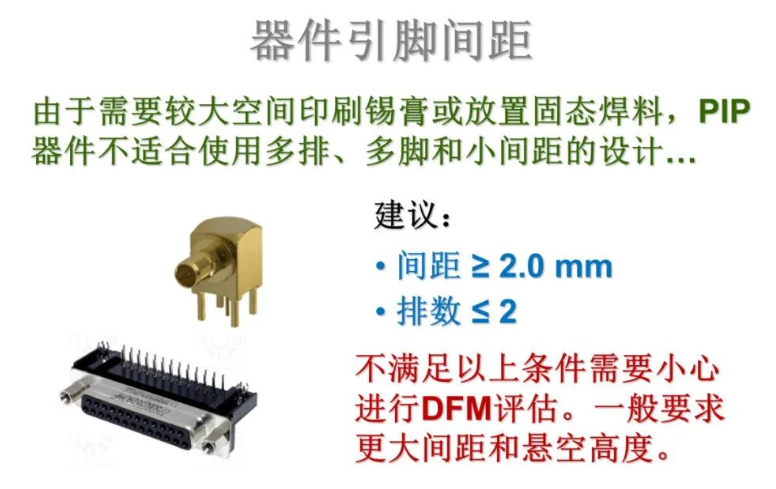 器件引脚间距
由于需要较大空间印刷锡膏或放置固态焊料，PIP
器件不适合使用多排、多脚和小间距的设计...
建议：
• 间距 ≥ 2.0 mm
• 排数 ≤ 2
不满足以上条件需要小心
进行DFM评估。一般要求
更大间距和悬空高度。